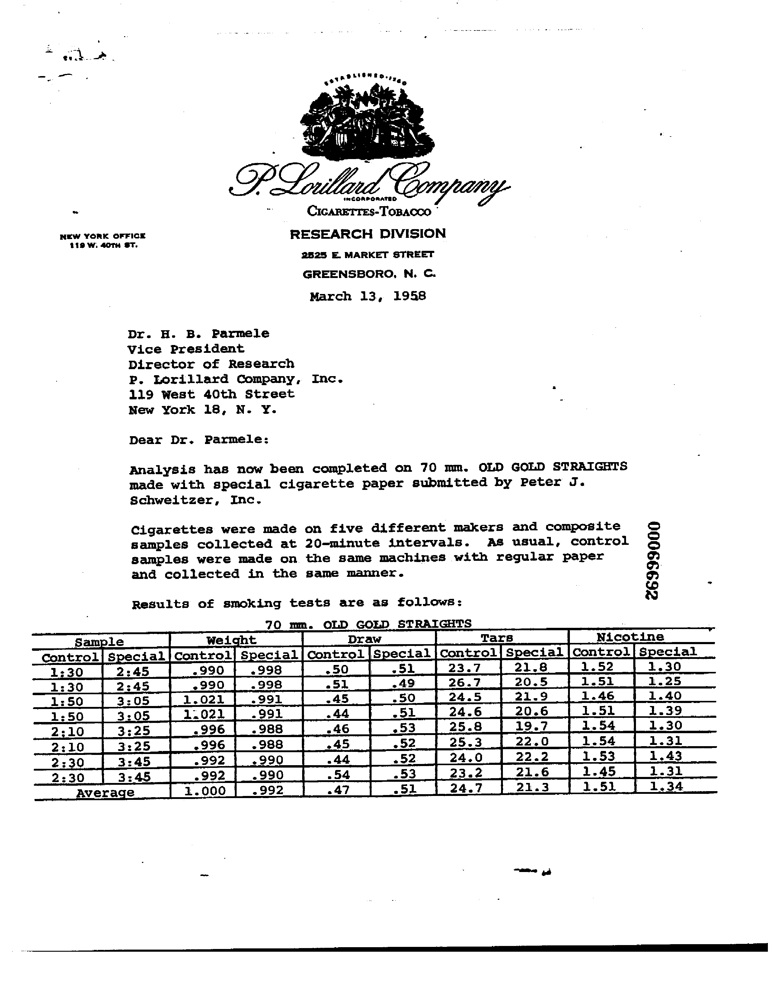 ESTABLISHED-1760
P. Lorillard Company
INCORPORATED
CIGARETTES-TOBACCO
NEW YORK OFFICE
119 W. 40TH ST.
RESEARCH DIVISION
2525 E. MARKET STREET
GREENSBORO, N. C.
March 13, 1958
Dr. H. B. Parmele
Vice President
Director of Research
P. Lorillard Company, Inc.
119 West 40th Street
New York 18, N. Y.
Dear Dr. Parmele:
Analysis has now been completed on 70 mm. OLD GOLD STRAIGHTS
made with special cigarette paper submitted by Peter J.
Schweitzer, Inc.
Cigarettes were made on five different makers and composite
samples collected at 20-minute intervals. As usual, control
samples were made on the same machines with regular paper
and collected in the same manner.
00066992
Results of smoking tests are as follows:
70 mm. OLD GOLD STRAIGHTS
Sample Weight Draw Tars Nicotine
Control Special Control Special Control Special Control Special Control Special
1:30 2:45 .990 .998 .50 .51 23.7 21.8 1.52 1.30
1:30 2:45 .990 .998 .51 .49 26.7 20.5 1.51 1.25
1:50 3:05 1.021 .991 .45 .50 24.5 21.9 1.46 1.40
1:50 3:05 1.021 .991 .44 .51 24.6 20.6 1.51 1.39
2:10 3:25 .996 .988 .46 .53 25.8 19.7 1.54 1.30
2:10 3:25 .996 .988 .45 .52 25.3 22.0 1.54 1.31
2:30 3:45 .992 .990 .44 .52 24.0 22.2 1.53 1.43
2:30 3:45 .992 .990 .54 .53 23.2 21.6 1.45 1.31
Average 1.000 .992 .47 .51 24.7 21.3 1.51 1.34